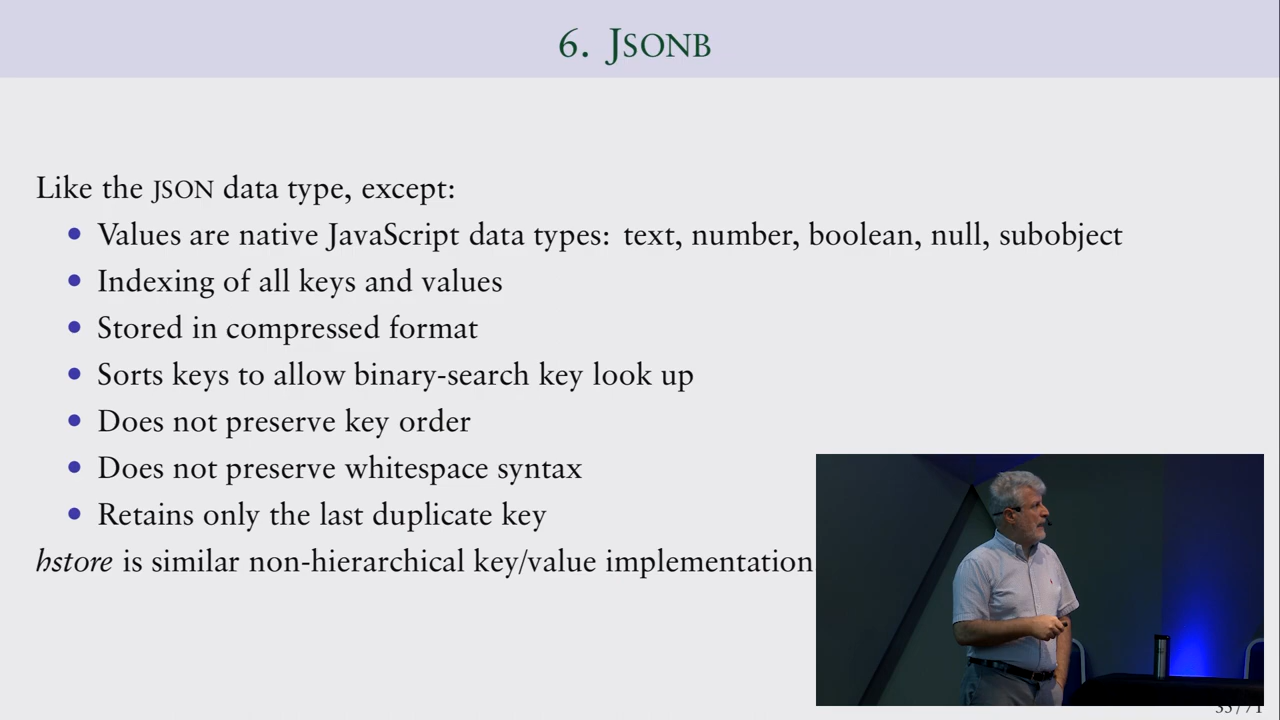 6. JSONB
Like the JSON data type, except:
• Values are native JavaScript data types: text, number, boolean, null, subobject
• Indexing of all keys and values
• Stored in compressed format
• Sorts keys to allow binary-search key look up
• Does not preserve key order
• Does not preserve whitespace syntax
• Retains only the last duplicate key
hstore is similar non-hierarchical key/value implementation